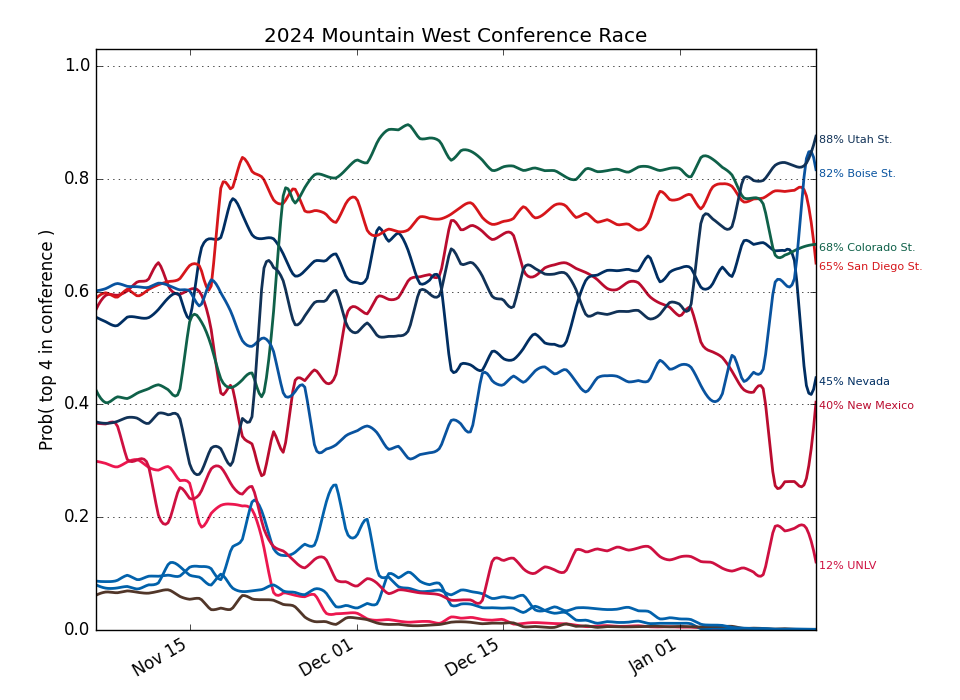 2024 Mountain West Conference Race
Prob( top 4 in conference )
1.0
0.8
0.6
0.4
0.2
0.0
Nov 15
Dec 01
Dec 15
Jan 01
88% Utah St.
82% Boise St.
68% Colorado St.
65% San Diego St.
45% Nevada
40% New Mexico
12% UNLV